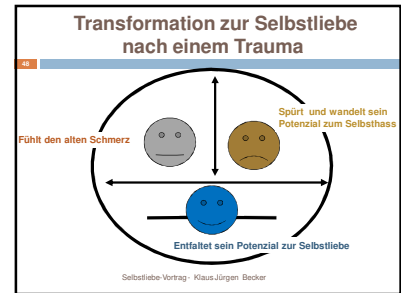 Transformation zur Selbstliebe
nach einem Trauma
48
Spürt und wandelt sein
Potenzial zum Selbsthass
Fühlt den alten Schmerz
Entfaltet sein Potenzial zur Selbstliebe
Selbstliebe-Vortrag - Klaus Jürgen Becker